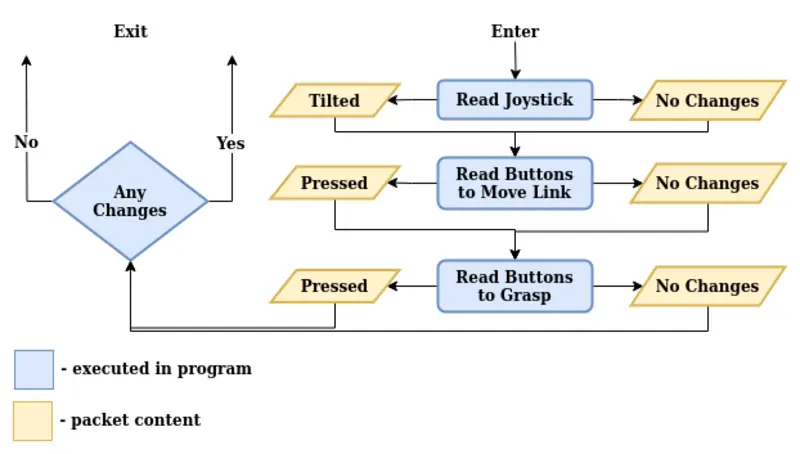 Exit
Enter
Tilted
Read Joystick
No Changes
No
Yes
Any
Changes
Pressed
Read Buttons
to Move Link
No Changes
Pressed
Read Buttons
to Grasp
No Changes
- executed in program
- packet content